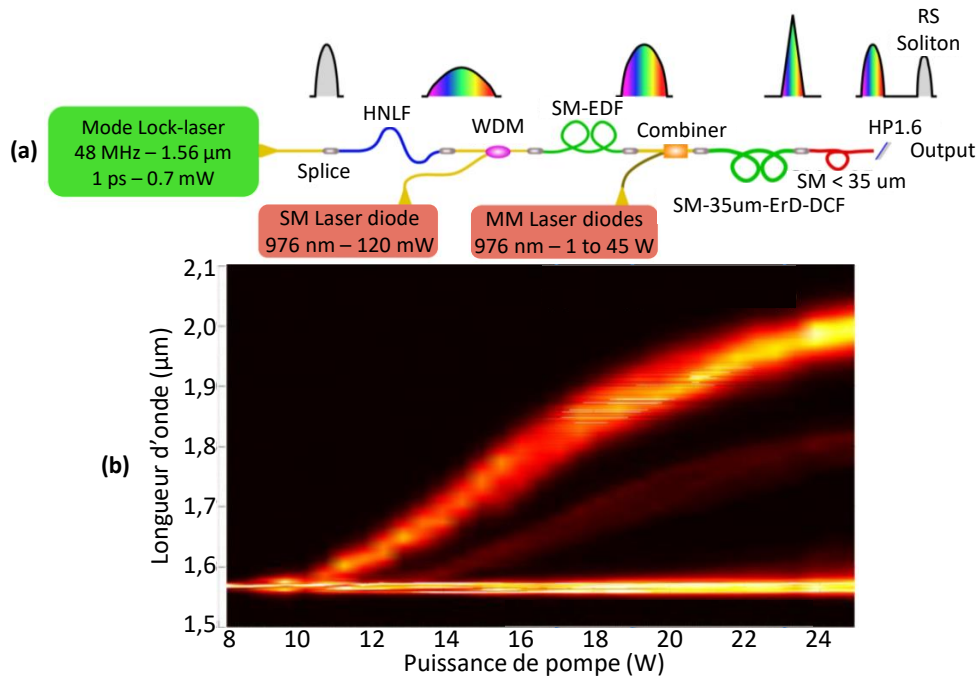 RS
Soliton
HNLF
WDM
SM-EDF
Combiner
HP1.6
(a)
Mode Lock-laser
48 MHz – 1.56 µm
1 ps – 0.7 mW
Splice
Output
SM < 35 um
SM-35um-ErD-DCF
SM Laser diode
976 nm – 120 mW
MM Laser diodes
976 nm – 1 to 45 W
(b)
Longueur d'onde (µm)
2,1
2,0
1,9
1,8
1,7
1,6
1,5
8 10 12 14 16 18 20 22 24
Puissance de pompe (W)